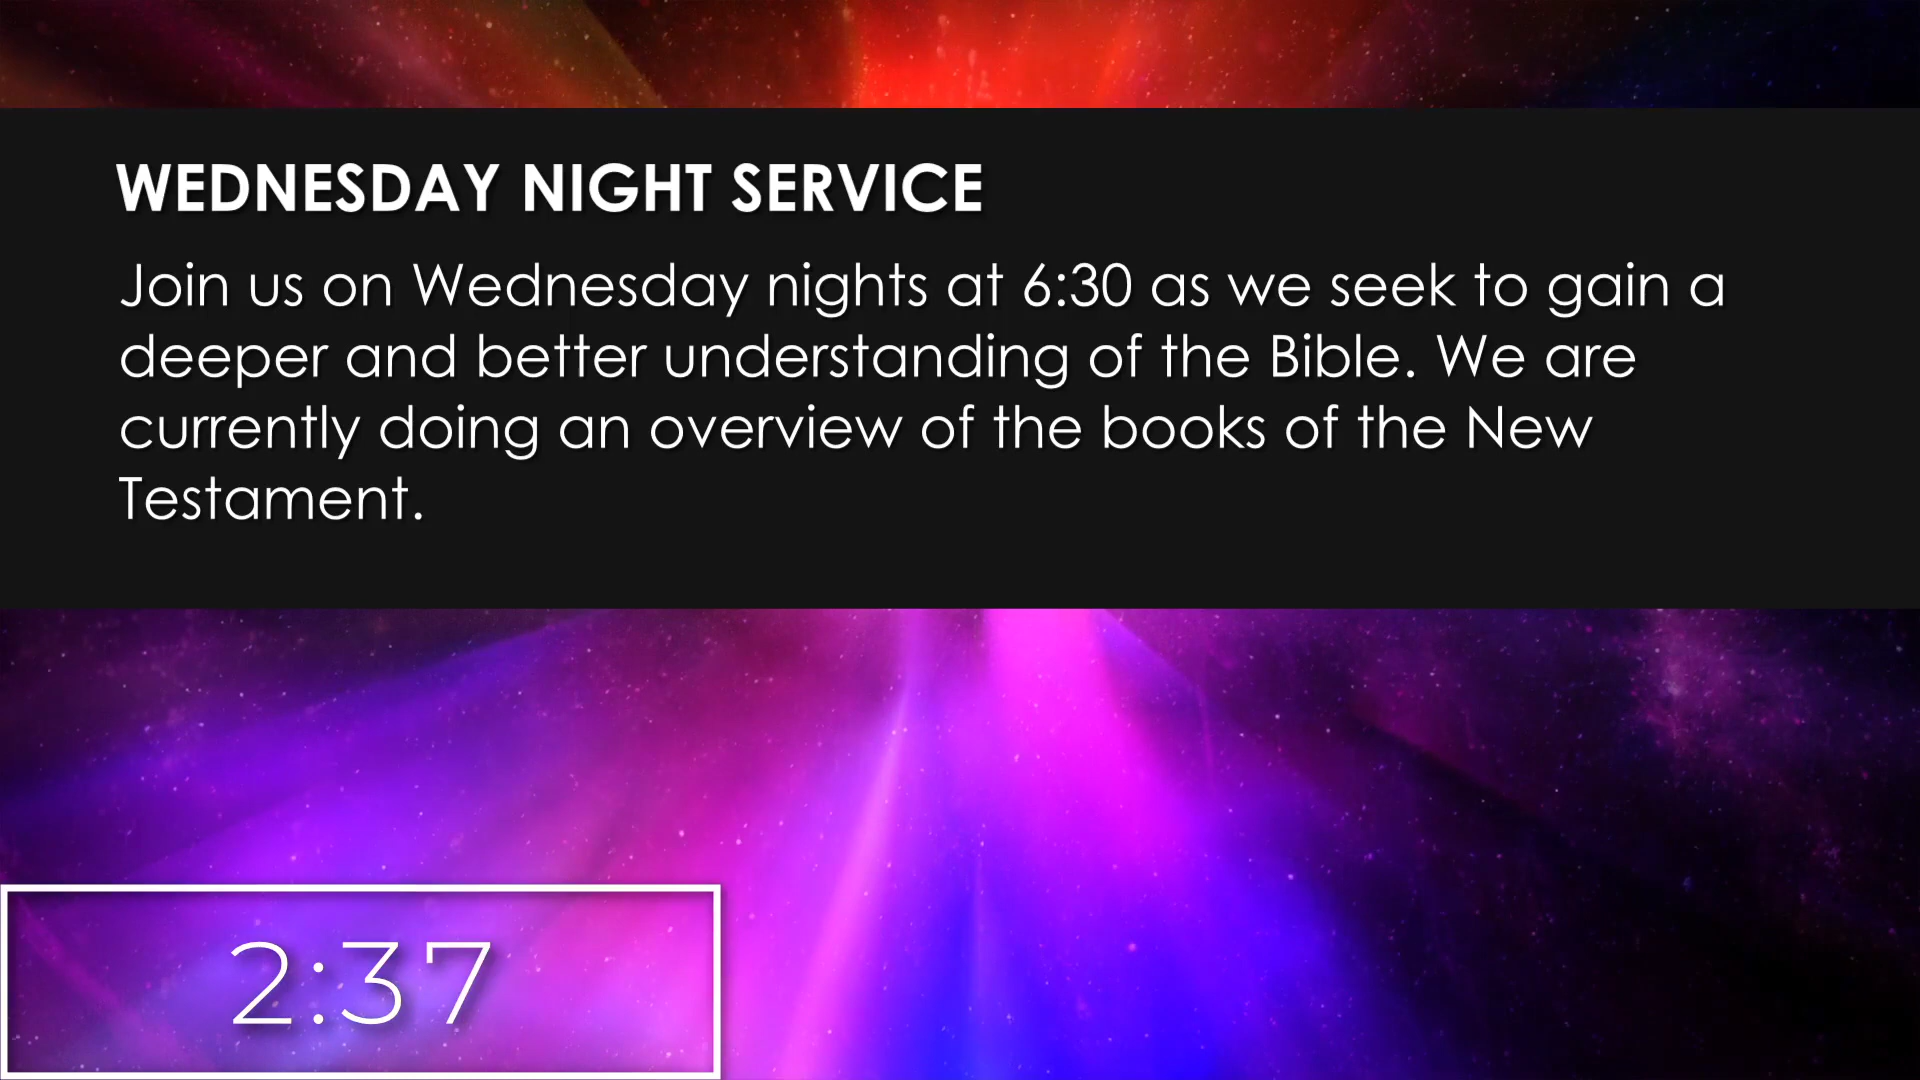 WEDNESDAY NIGHT SERVICE
Join us on Wednesday nights at 6:30 as we seek to gain a
deeper and better understanding of the Bible. We are
currently doing an overview of the books of the New
Testament.
2:37